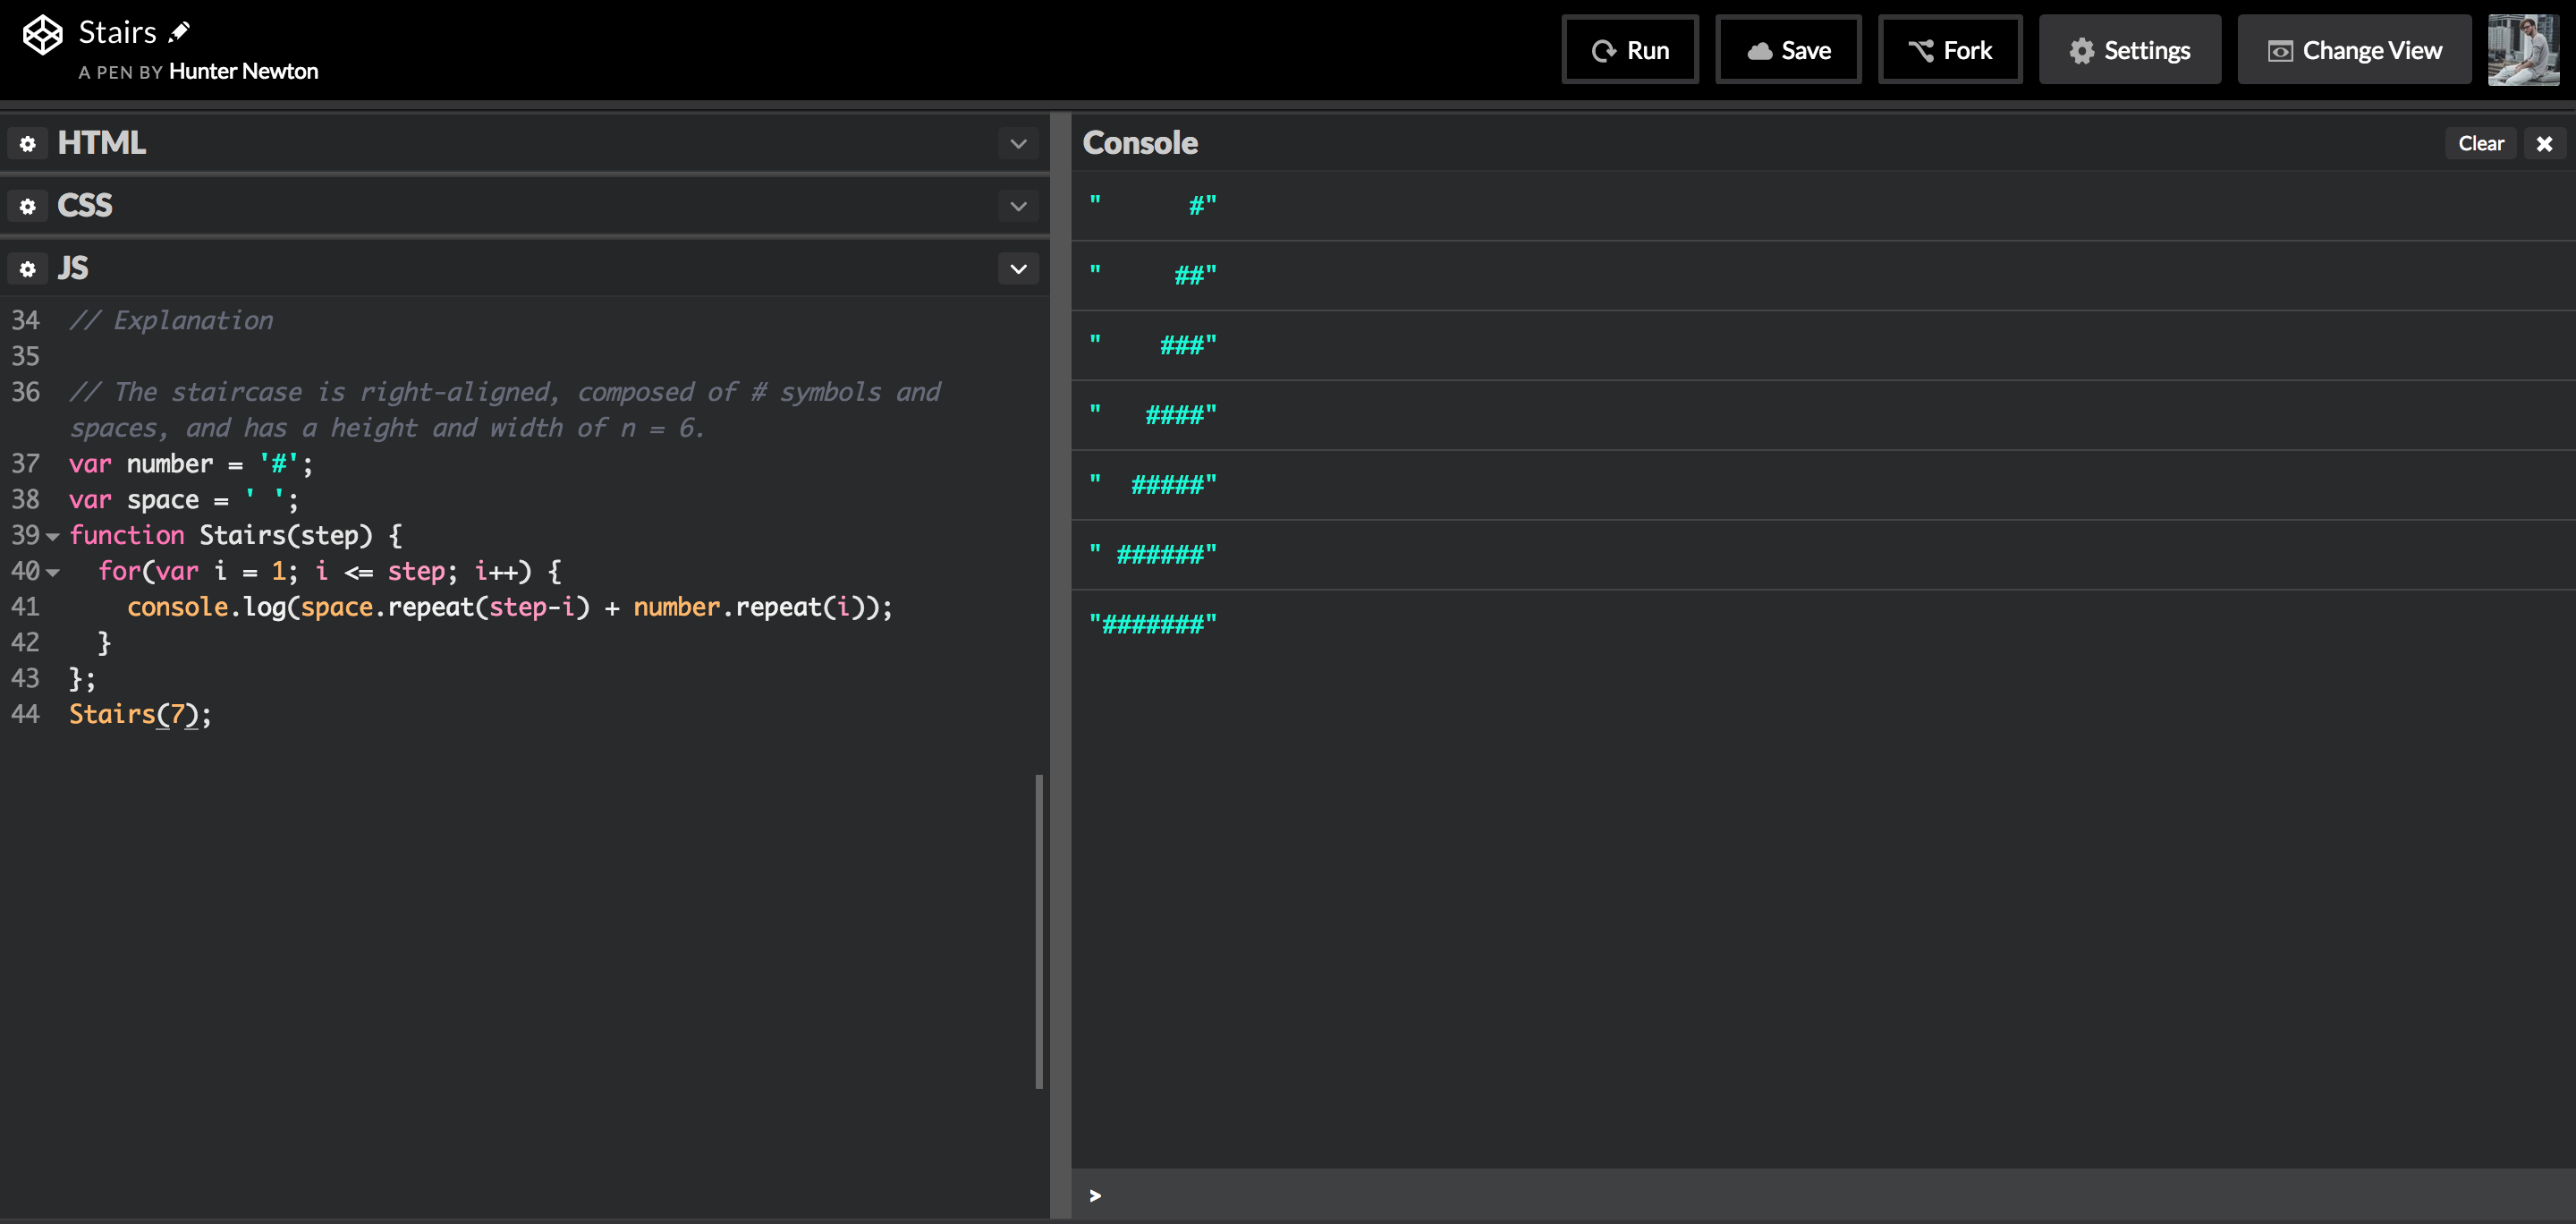 Stairs
A PEN BY Hunter Newton
Run
Save
Fork
Settings
Change View
HTML
CSS
JS
34 // Explanation
35
36 // The staircase is right-aligned, composed of # symbols and
spaces, and has a height and width of n = 6.
37 var number = '#';
38 var space = ' ';
39 function Stairs(step) {
40   for(var i = 1; i <= step; i++) {
41     console.log(space.repeat(step-i) + number.repeat(i));
42   }
43 };
44 Stairs(7);
Console
Clear
"      #"
"     ##"
"    ###"
"   ####"
"  #####"
" ######"
"#######"
>